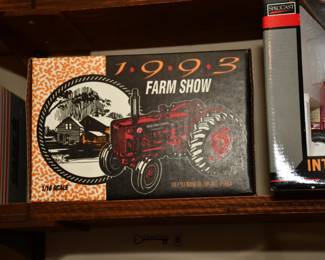 1·9·9·3
FARM SHOW
1/16 SCALE
SPECCAST
INT